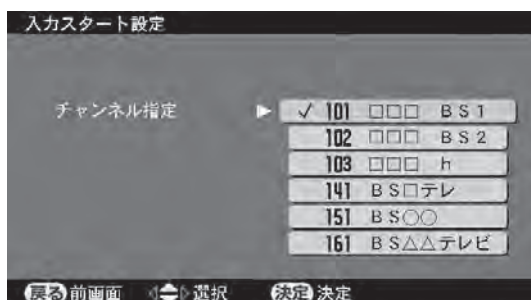 入力スタート設定
チャンネル指定 ▶ ✓ 101 □□□ BS1
102 □□□ BS2
103 □□□ h
141 BS□テレ
151 BS○○
161 BS△△テレビ
戻る 前画面 選択 決定 決定